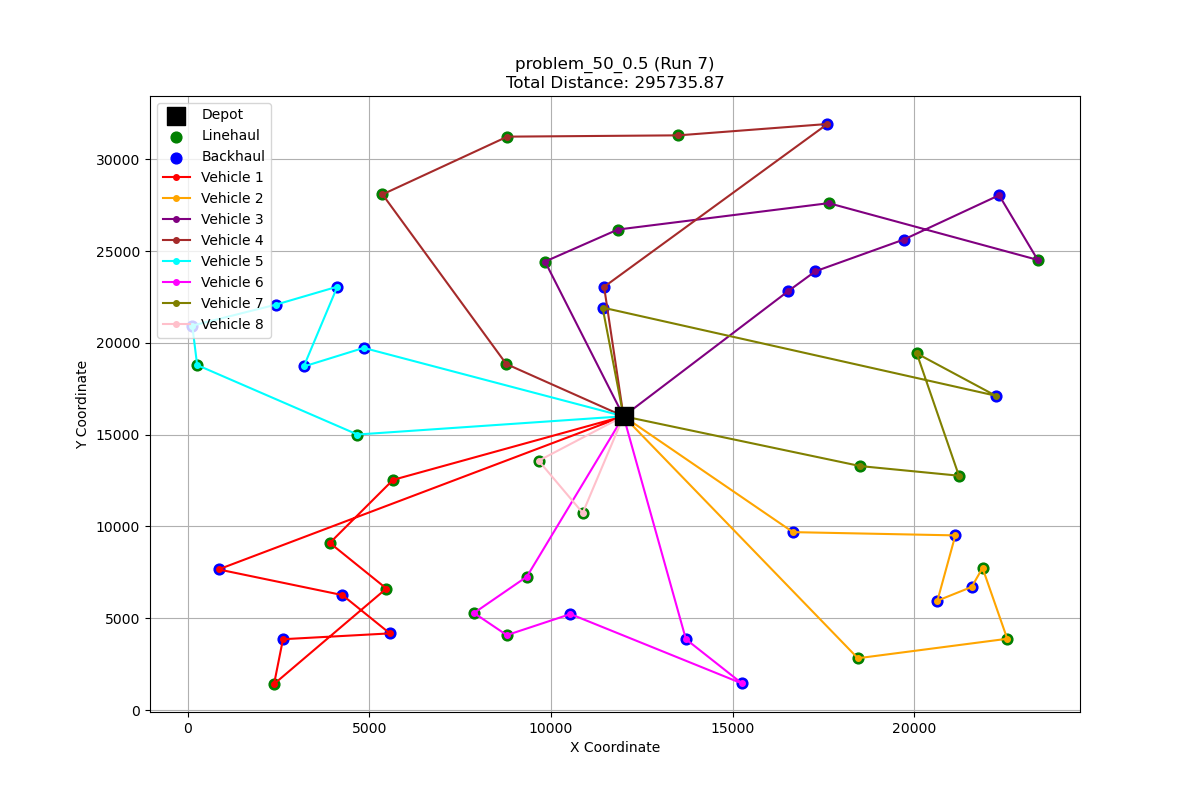 problem_50_0.5 (Run 7)
Total Distance: 295735.87
Depot
Linehaul
Backhaul
Vehicle 1
Vehicle 2
Vehicle 3
Vehicle 4
Vehicle 5
Vehicle 6
Vehicle 7
Vehicle 8
30000
25000
20000
15000
10000
5000
0
Y Coordinate
0 5000 10000 15000 20000
X Coordinate